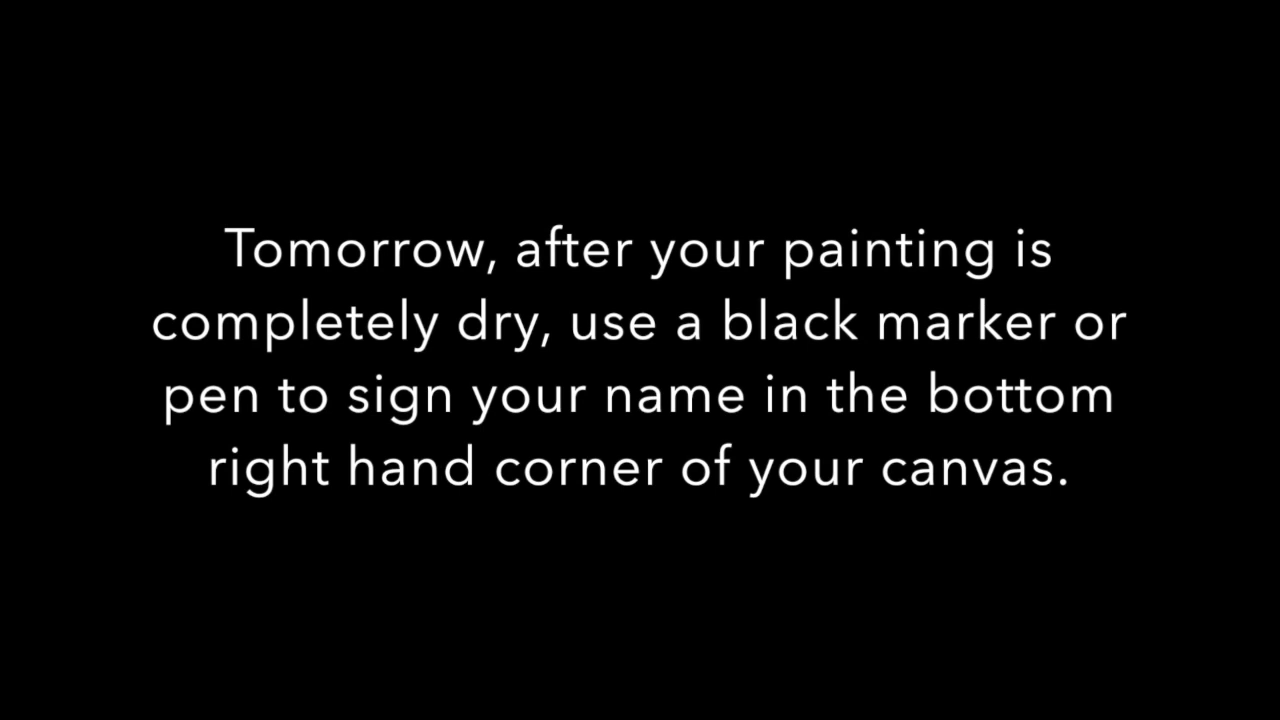 Tomorrow, after your painting is
completely dry, use a black marker or
pen to sign your name in the bottom
right hand corner of your canvas.